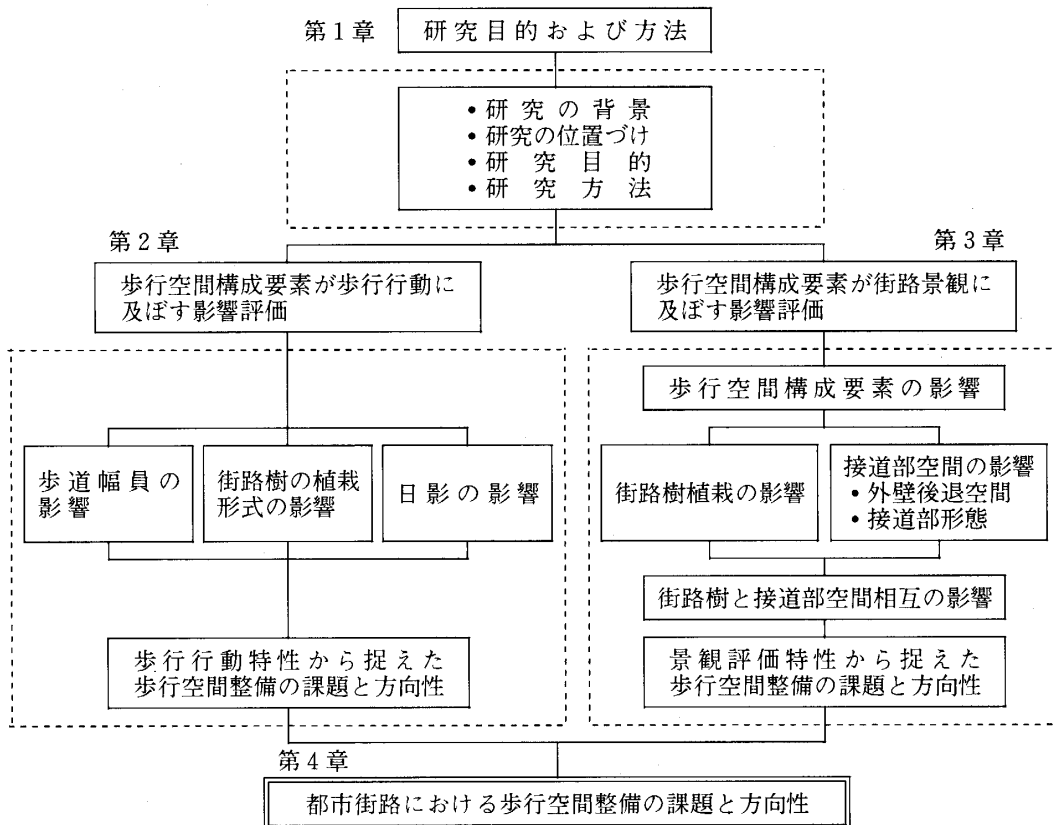 第1章
研究目的および方法
• 研究の背景
• 研究の位置づけ
• 研究目的
• 研究方法
第2章
歩行空間構成要素が歩行行動に
及ぼす影響評価
歩道幅員の
影響
街路樹の植栽
形式の影響
日影の影響
歩行行動特性から捉えた
歩行空間整備の課題と方向性
第3章
歩行空間構成要素が街路景観に
及ぼす影響評価
歩行空間構成要素の影響
街路樹植栽の影響
接道部空間の影響
• 外壁後退空間
• 接道部形態
街路樹と接道部空間相互の影響
景観評価特性から捉えた
歩行空間整備の課題と方向性
第4章
都市街路における歩行空間整備の課題と方向性